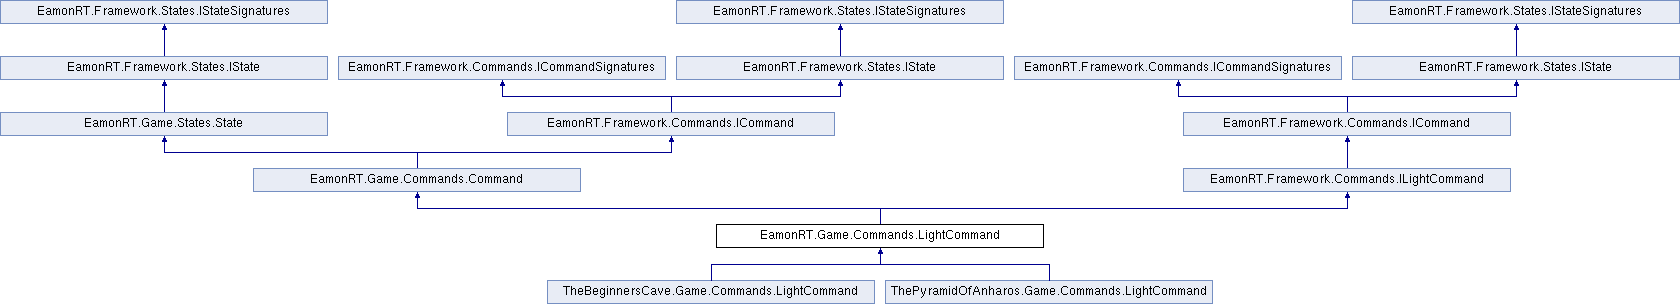 EamonRT.Framework.States.IStateSignatures
EamonRT.Framework.States.IStateSignatures
EamonRT.Framework.States.IStateSignatures
EamonRT.Framework.States.IState
EamonRT.Framework.Commands.ICommandSignatures
EamonRT.Framework.States.IState
EamonRT.Framework.Commands.ICommandSignatures
EamonRT.Framework.States.IState
EamonRT.Game.States.State
EamonRT.Framework.Commands.ICommand
EamonRT.Framework.Commands.ICommand
EamonRT.Game.Commands.Command
EamonRT.Framework.Commands.ILightCommand
EamonRT.Game.Commands.LightCommand
TheBeginnersCave.Game.Commands.LightCommand
ThePyramidOfAnharos.Game.Commands.LightCommand